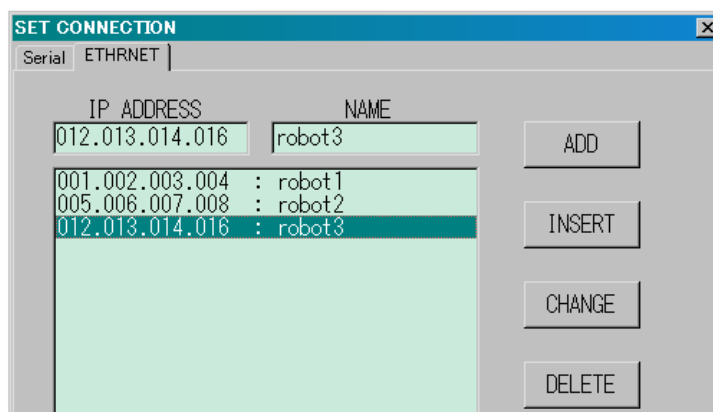 SET CONNECTION
Serial ETHRNET
IP ADDRESS NAME
012.013.014.016 robot3
ADD
001.002.003.004 : robot1
005.006.007.008 : robot2
012.013.014.016 : robot3
INSERT
CHANGE
DELETE